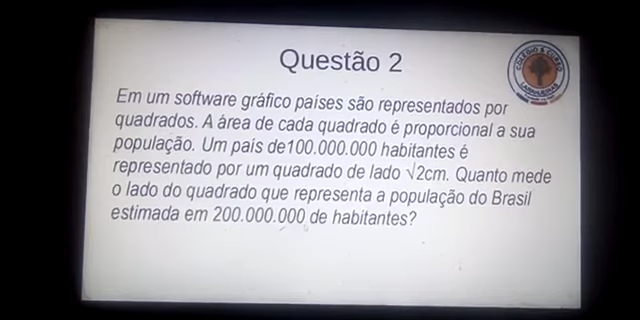 Questão 2
COLÉGIO & CURSO
Em um software gráfico países são representados por
quadrados. A área de cada quadrado é proporcional a sua
população. Um país de100.000.000 habitantes é
representado por um quadrado de lado √2cm. Quanto mede
o lado do quadrado que representa a população do Brasil
estimada em 200.000.000 de habitantes?